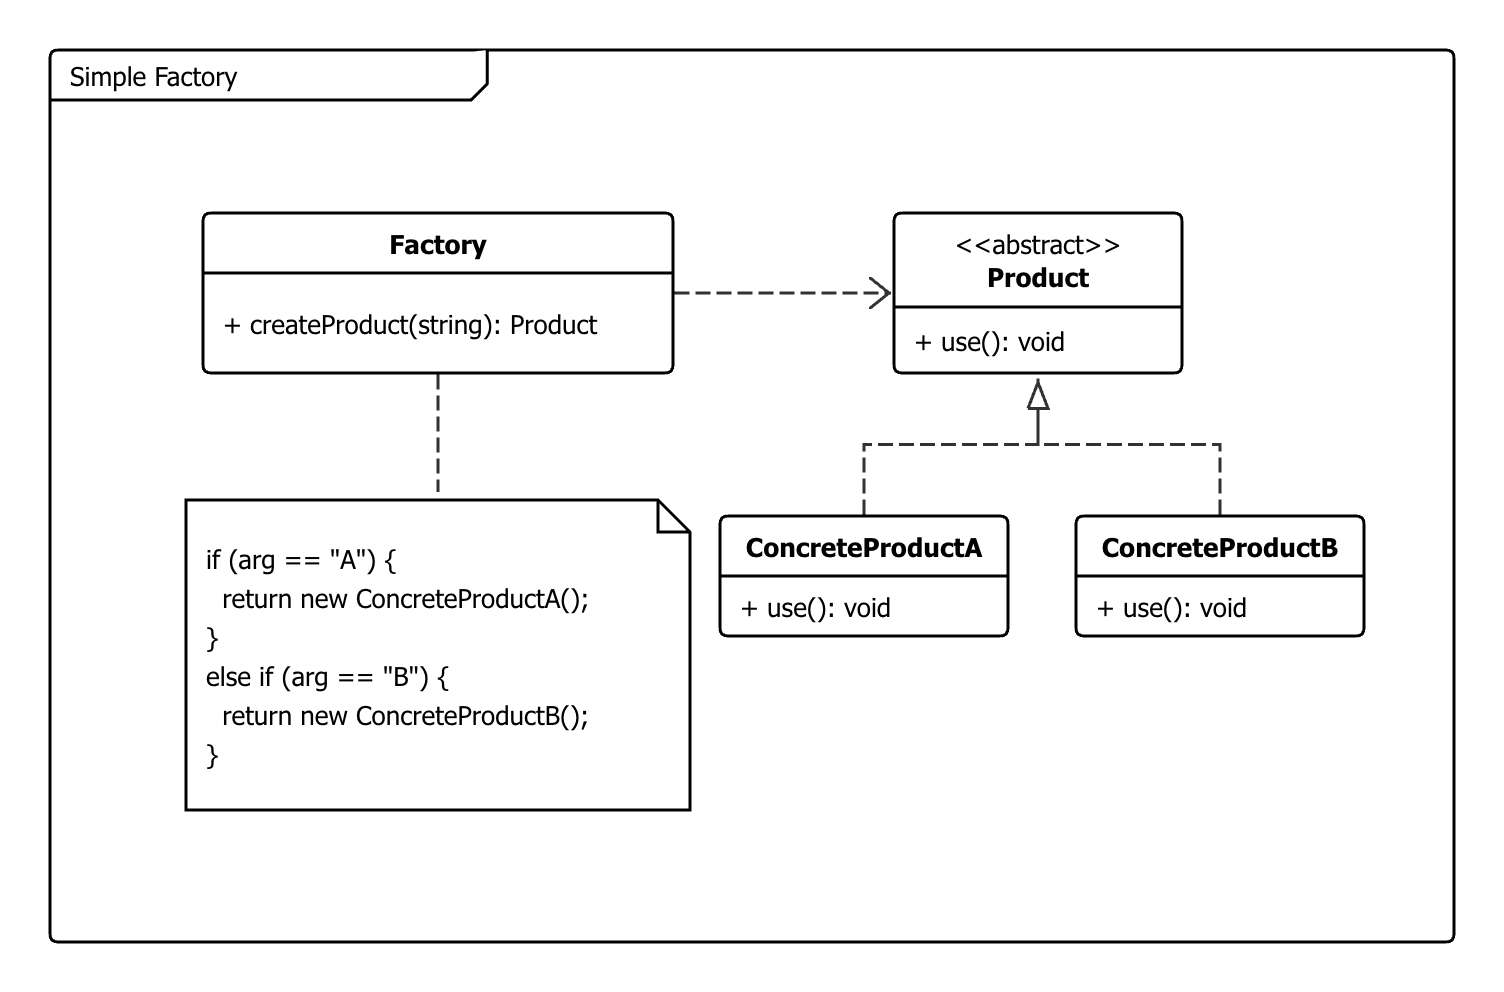 Simple Factory
Factory
+ createProduct(string): Product
<<abstract>>
Product
+ use(): void
if (arg == "A") {
  return new ConcreteProductA();
}
else if (arg == "B") {
  return new ConcreteProductB();
}
ConcreteProductA
+ use(): void
ConcreteProductB
+ use(): void